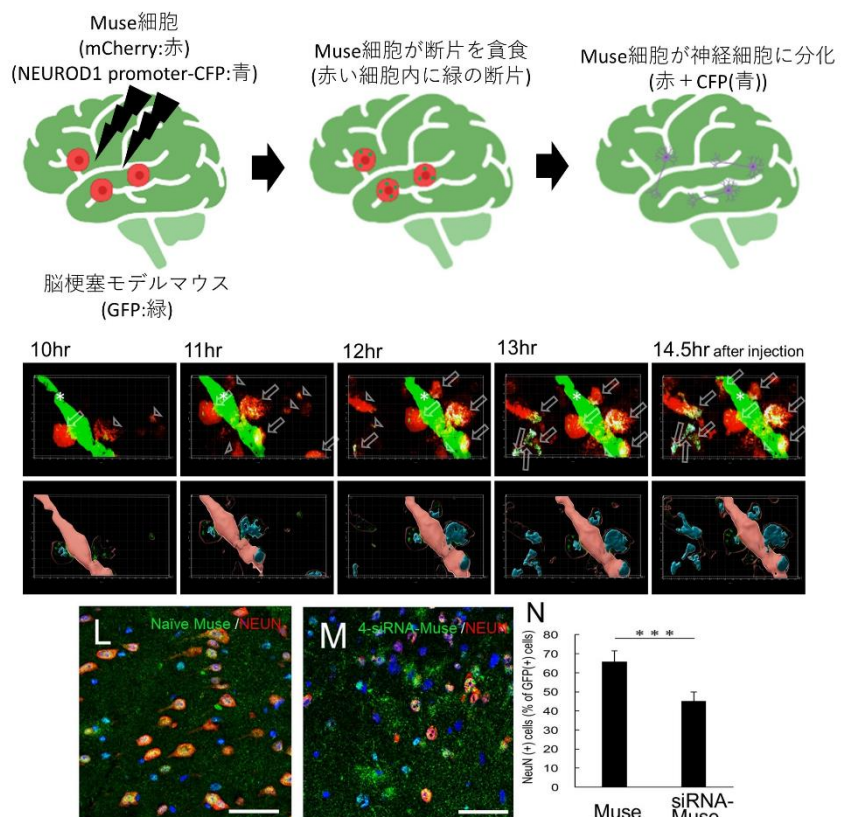 Muse細胞
(mCherry:赤)
(NEUROD1 promoter-CFP:青)
Muse細胞が断片を貪食
(赤い細胞内に緑の断片)
Muse細胞が神経細胞に分化
(赤＋CFP(青))
脳梗塞モデルマウス
(GFP:緑)
10hr
11hr
12hr
13hr
14.5hr after injection
*
*
*
*
*
L
Naïve Muse /NEUN
M
4-siRNA-Muse /NEUN
N
NeuN (+) cells (% of GFP(+) cells)
80
70
60
50
40
30
20
10
0
***
Muse
siRNA-
Muse